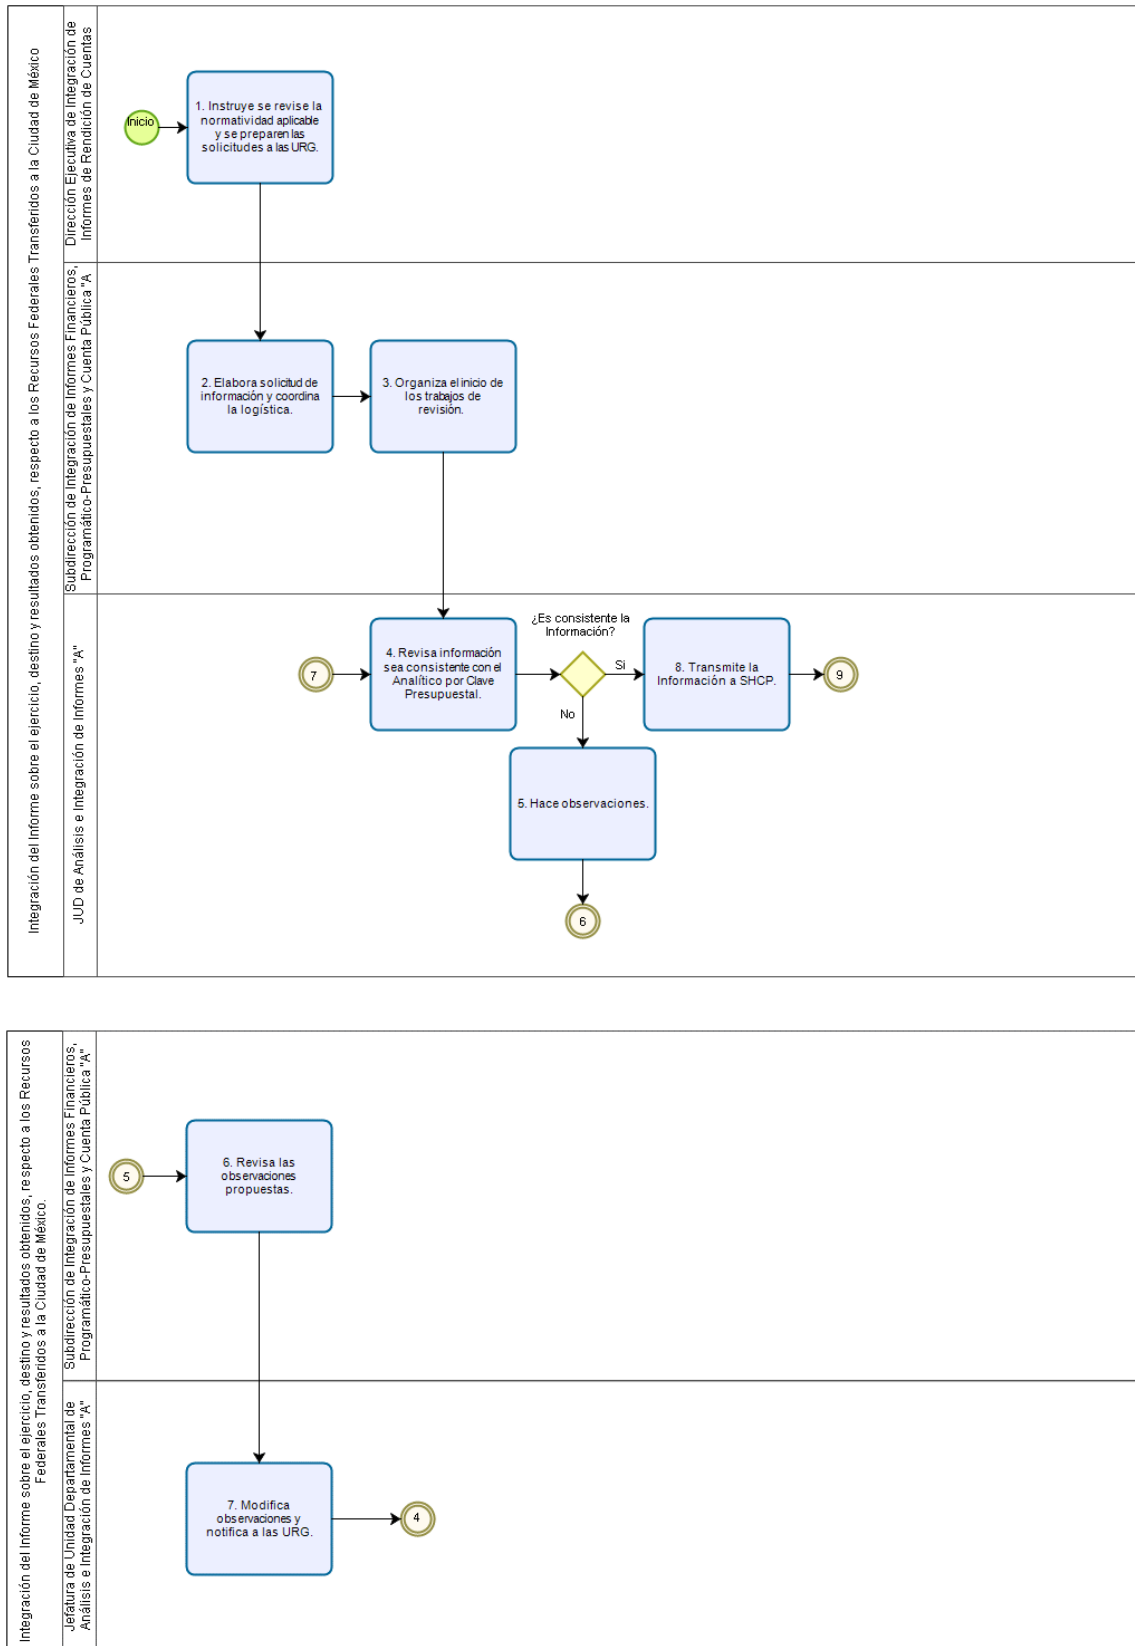 Integración del Informe sobre el ejercicio, destino y resultados obtenidos, respecto a los Recursos Federales Transferidos a la Ciudad de México
Dirección Ejecutiva de Integración de
Informes de Rendición de Cuentas
Inicio
1. Instruye se revise la
normatividad aplicable
y se preparen las
solicitudes a las URG.
Subdirección de Integración de Informes Financieros,
Programático-Presupuestales y Cuenta Pública "A
2. Elabora solicitud de
información y coordina
la logística.
3. Organiza el inicio de
los trabajos de
revisión.
JUD de Análisis e Integración de Informes "A"
7
4. Revisa información
sea consistente con el
Analítico por Clave
Presupuestal.
¿Es consistente la
Información?
Si
No
8. Transmite la
Información a SHCP.
9
5. Hace observaciones.
6
Integración del Informe sobre el ejercicio, destino y resultados obtenidos, respecto a los Recursos
Federales Transferidos a la Ciudad de México.
Subdirección de Integración de Informes Financieros,
Programático-Presupuestales y Cuenta Pública "A"
5
6. Revisa las
observaciones
propuestas.
Jefatura de Unidad Departamental de
Análisis e Integración de Informes "A"
7. Modifica
observaciones y
notifica a las URG.
4